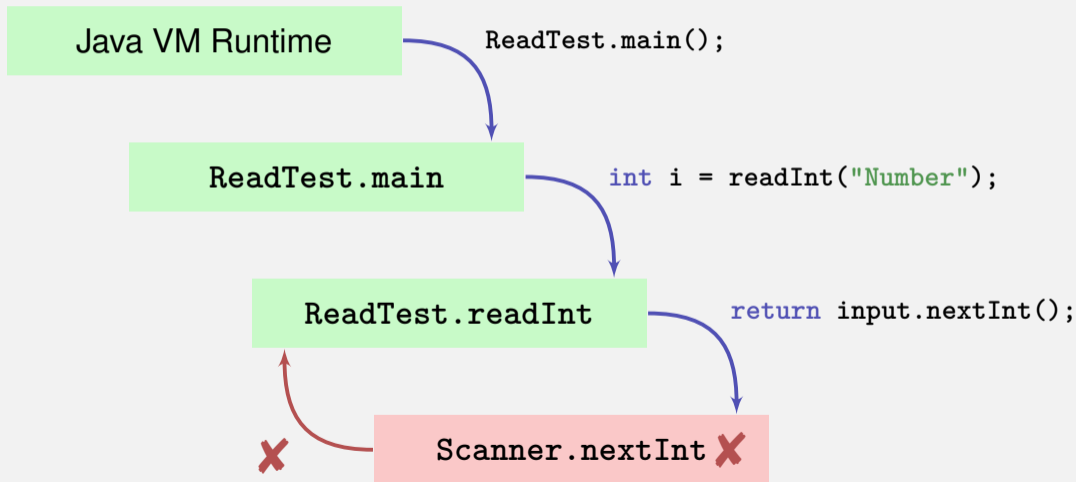 Java VM Runtime
ReadTest.main();
ReadTest.main
int i = readInt("Number");
ReadTest.readInt
return input.nextInt();
Scanner.nextInt